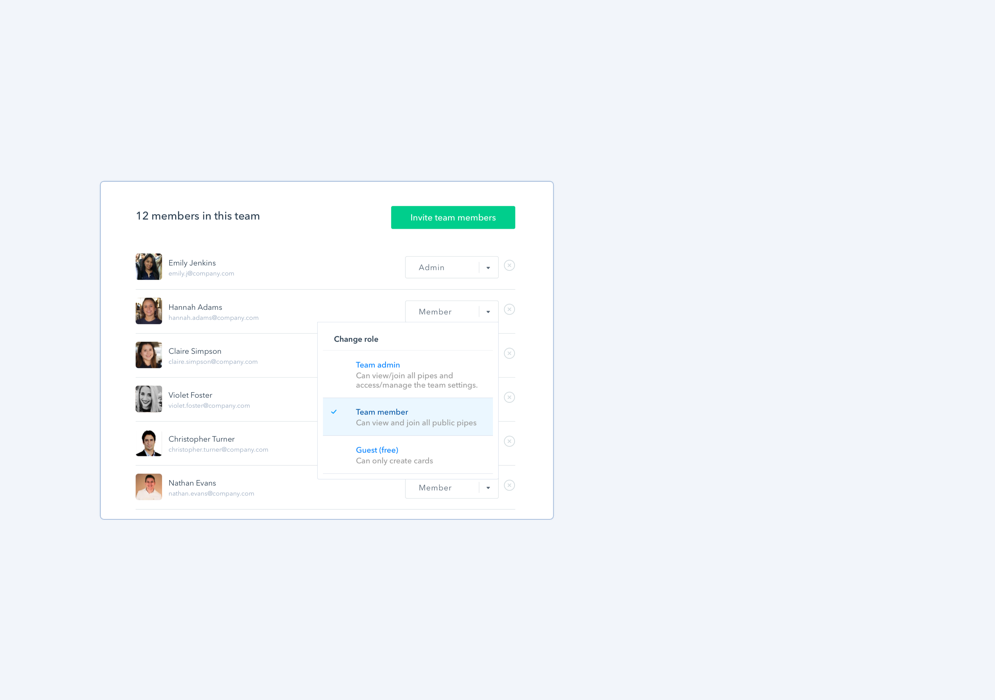 12 members in this team
Invite team members
Emily Jenkins
emily.j@company.com
Admin
Hannah Adams
hannah.adams@company.com
Member
Claire Simpson
claire.simpson@company.com
Violet Foster
violet.foster@company.com
Christopher Turner
christopher.turner@company.com
Nathan Evans
nathan.evans@company.com
Member
Change role
Team admin
Can view/join all pipes and
access/manage the team settings.
Team member
Can view and join all public pipes
Guest (free)
Can only create cards